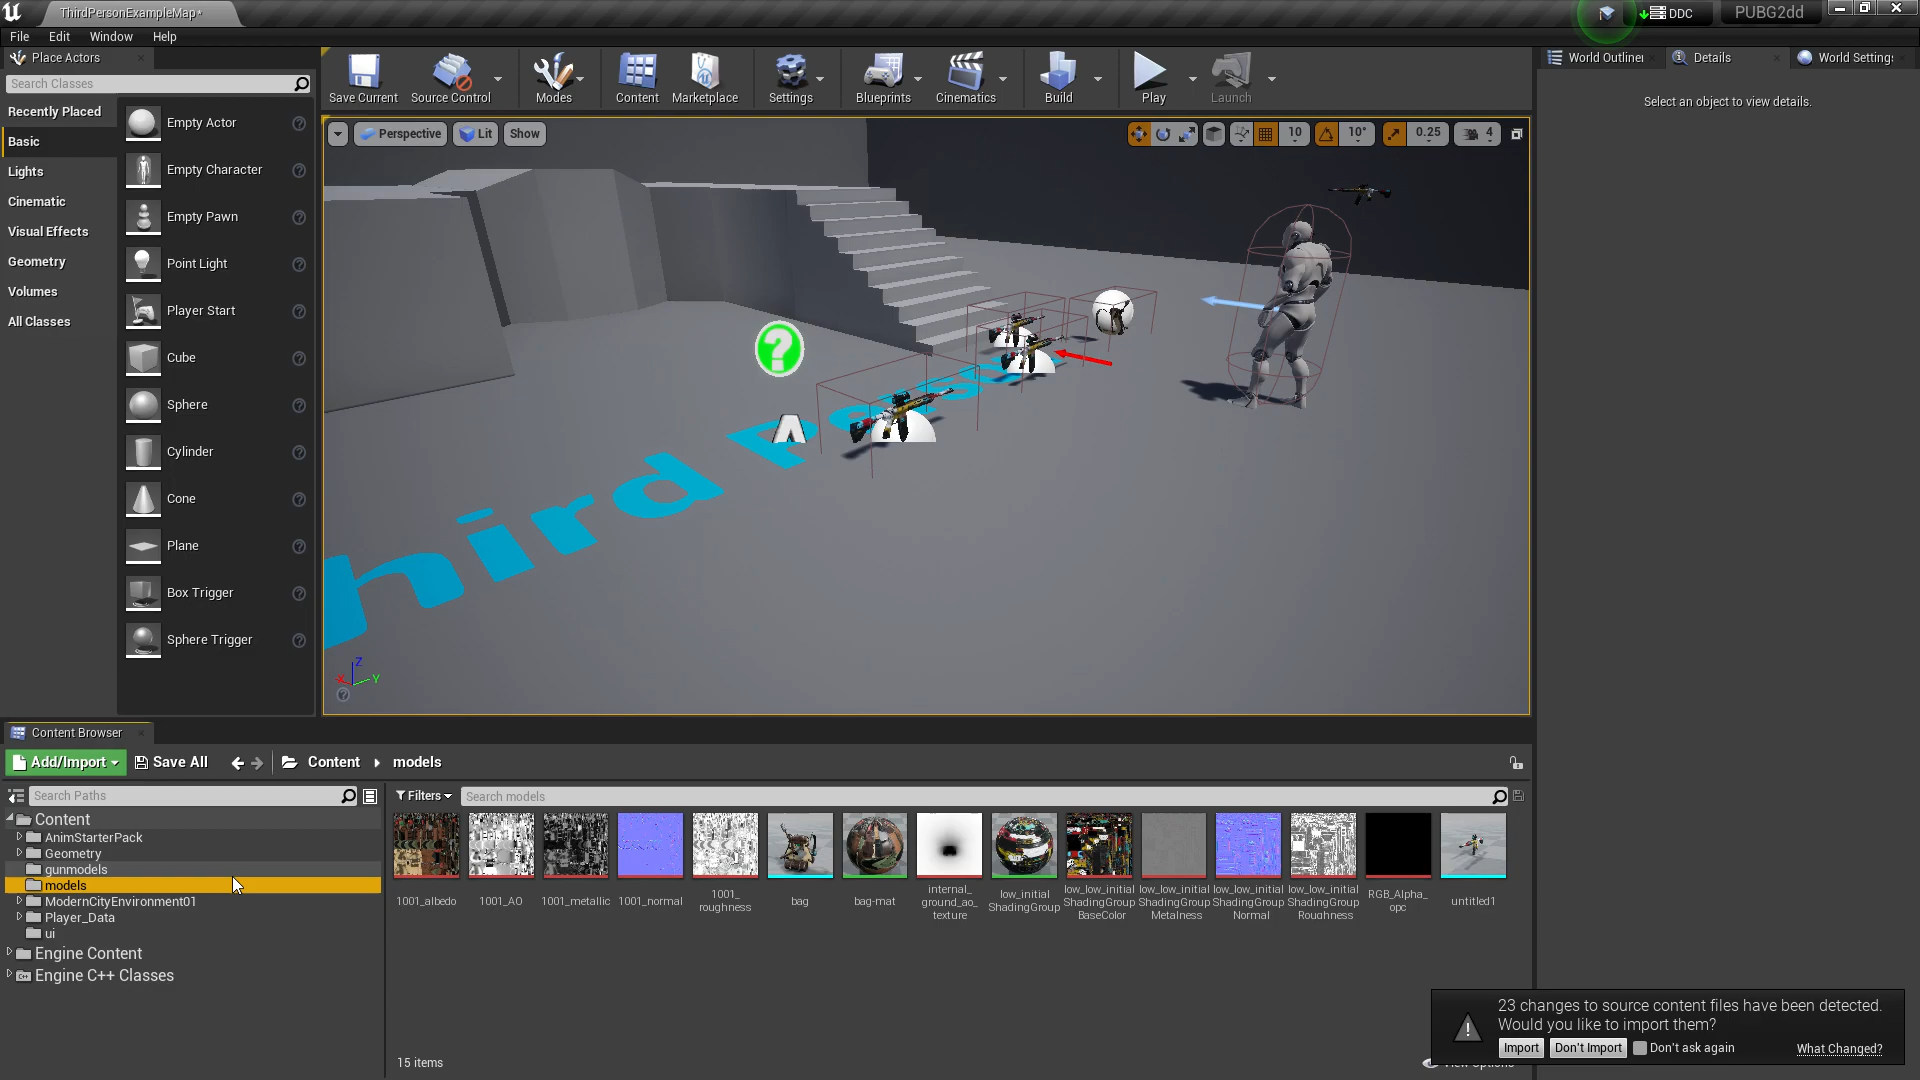 ThirdPersonExampleMap*
DDC
PUBG2dd
File Edit Window Help
Place Actors
Search Classes
Recently Placed
Basic
Lights
Cinematic
Visual Effects
Geometry
Volumes
All Classes
Empty Actor
Empty Character
Empty Pawn
Point Light
Player Start
Cube
Sphere
Cylinder
Cone
Plane
Box Trigger
Sphere Trigger
Save Current Source Control Modes Content Marketplace Settings Blueprints Cinematics Build Play Launch
Perspective Lit Show
10 10° 0.25 4
hird Perso
Z
X Y
World Outliner Details World Settings
Select an object to view details.
Content Browser
Add/Import Save All Content models
Search Paths
Filters Search models
Content
AnimStarterPack
Geometry
gunmodels
models
ModernCityEnvironment01
Player_Data
ui
Engine Content
Engine C++ Classes
1001_albedo
1001_AO
1001_metallic
1001_normal
1001_
roughness
bag
bag-mat
internal_
ground_ao_
texture
low_initial
ShadingGroup
low_low_initial
ShadingGroup
BaseColor
low_low_initial
ShadingGroup
Metalness
low_low_initial
ShadingGroup
Normal
low_low_initial
ShadingGroup
Roughness
RGB_Alpha_
opc
untitled1
15 items
View Options
23 changes to source content files have been detected.
Would you like to import them?
Import Don't Import Don't ask again What Changed?